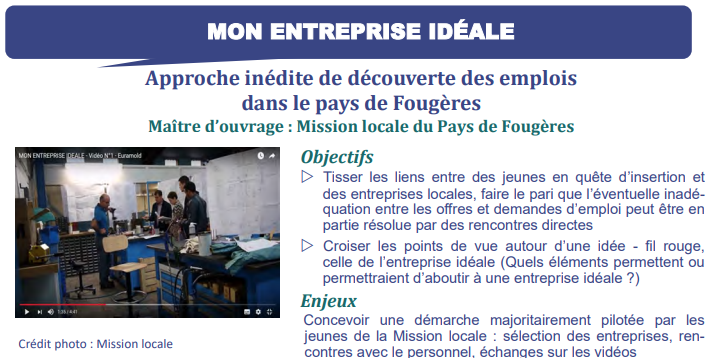 MON ENTREPRISE IDÉALE
Approche inédite de découverte des emplois
dans le pays de Fougères
Maître d’ouvrage : Mission locale du Pays de Fougères
MON ENTREPRISE IDEALE - Vidéo N°1 - Euramold
1:36 / 4:41
Crédit photo : Mission locale
Objectifs
Tisser les liens entre des jeunes en quête d’insertion et
des entreprises locales, faire le pari que l’éventuelle inadé-
quation entre les offres et demandes d’emploi peut être en
partie résolue par des rencontres directes
Croiser les points de vue autour d’une idée - fil rouge,
celle de l’entreprise idéale (Quels éléments permettent ou
permettraient d’aboutir à une entreprise idéale ?)
Enjeux
Concevoir une démarche majoritairement pilotée par les
jeunes de la Mission locale : sélection des entreprises, ren-
contres avec le personnel, échanges sur les vidéos